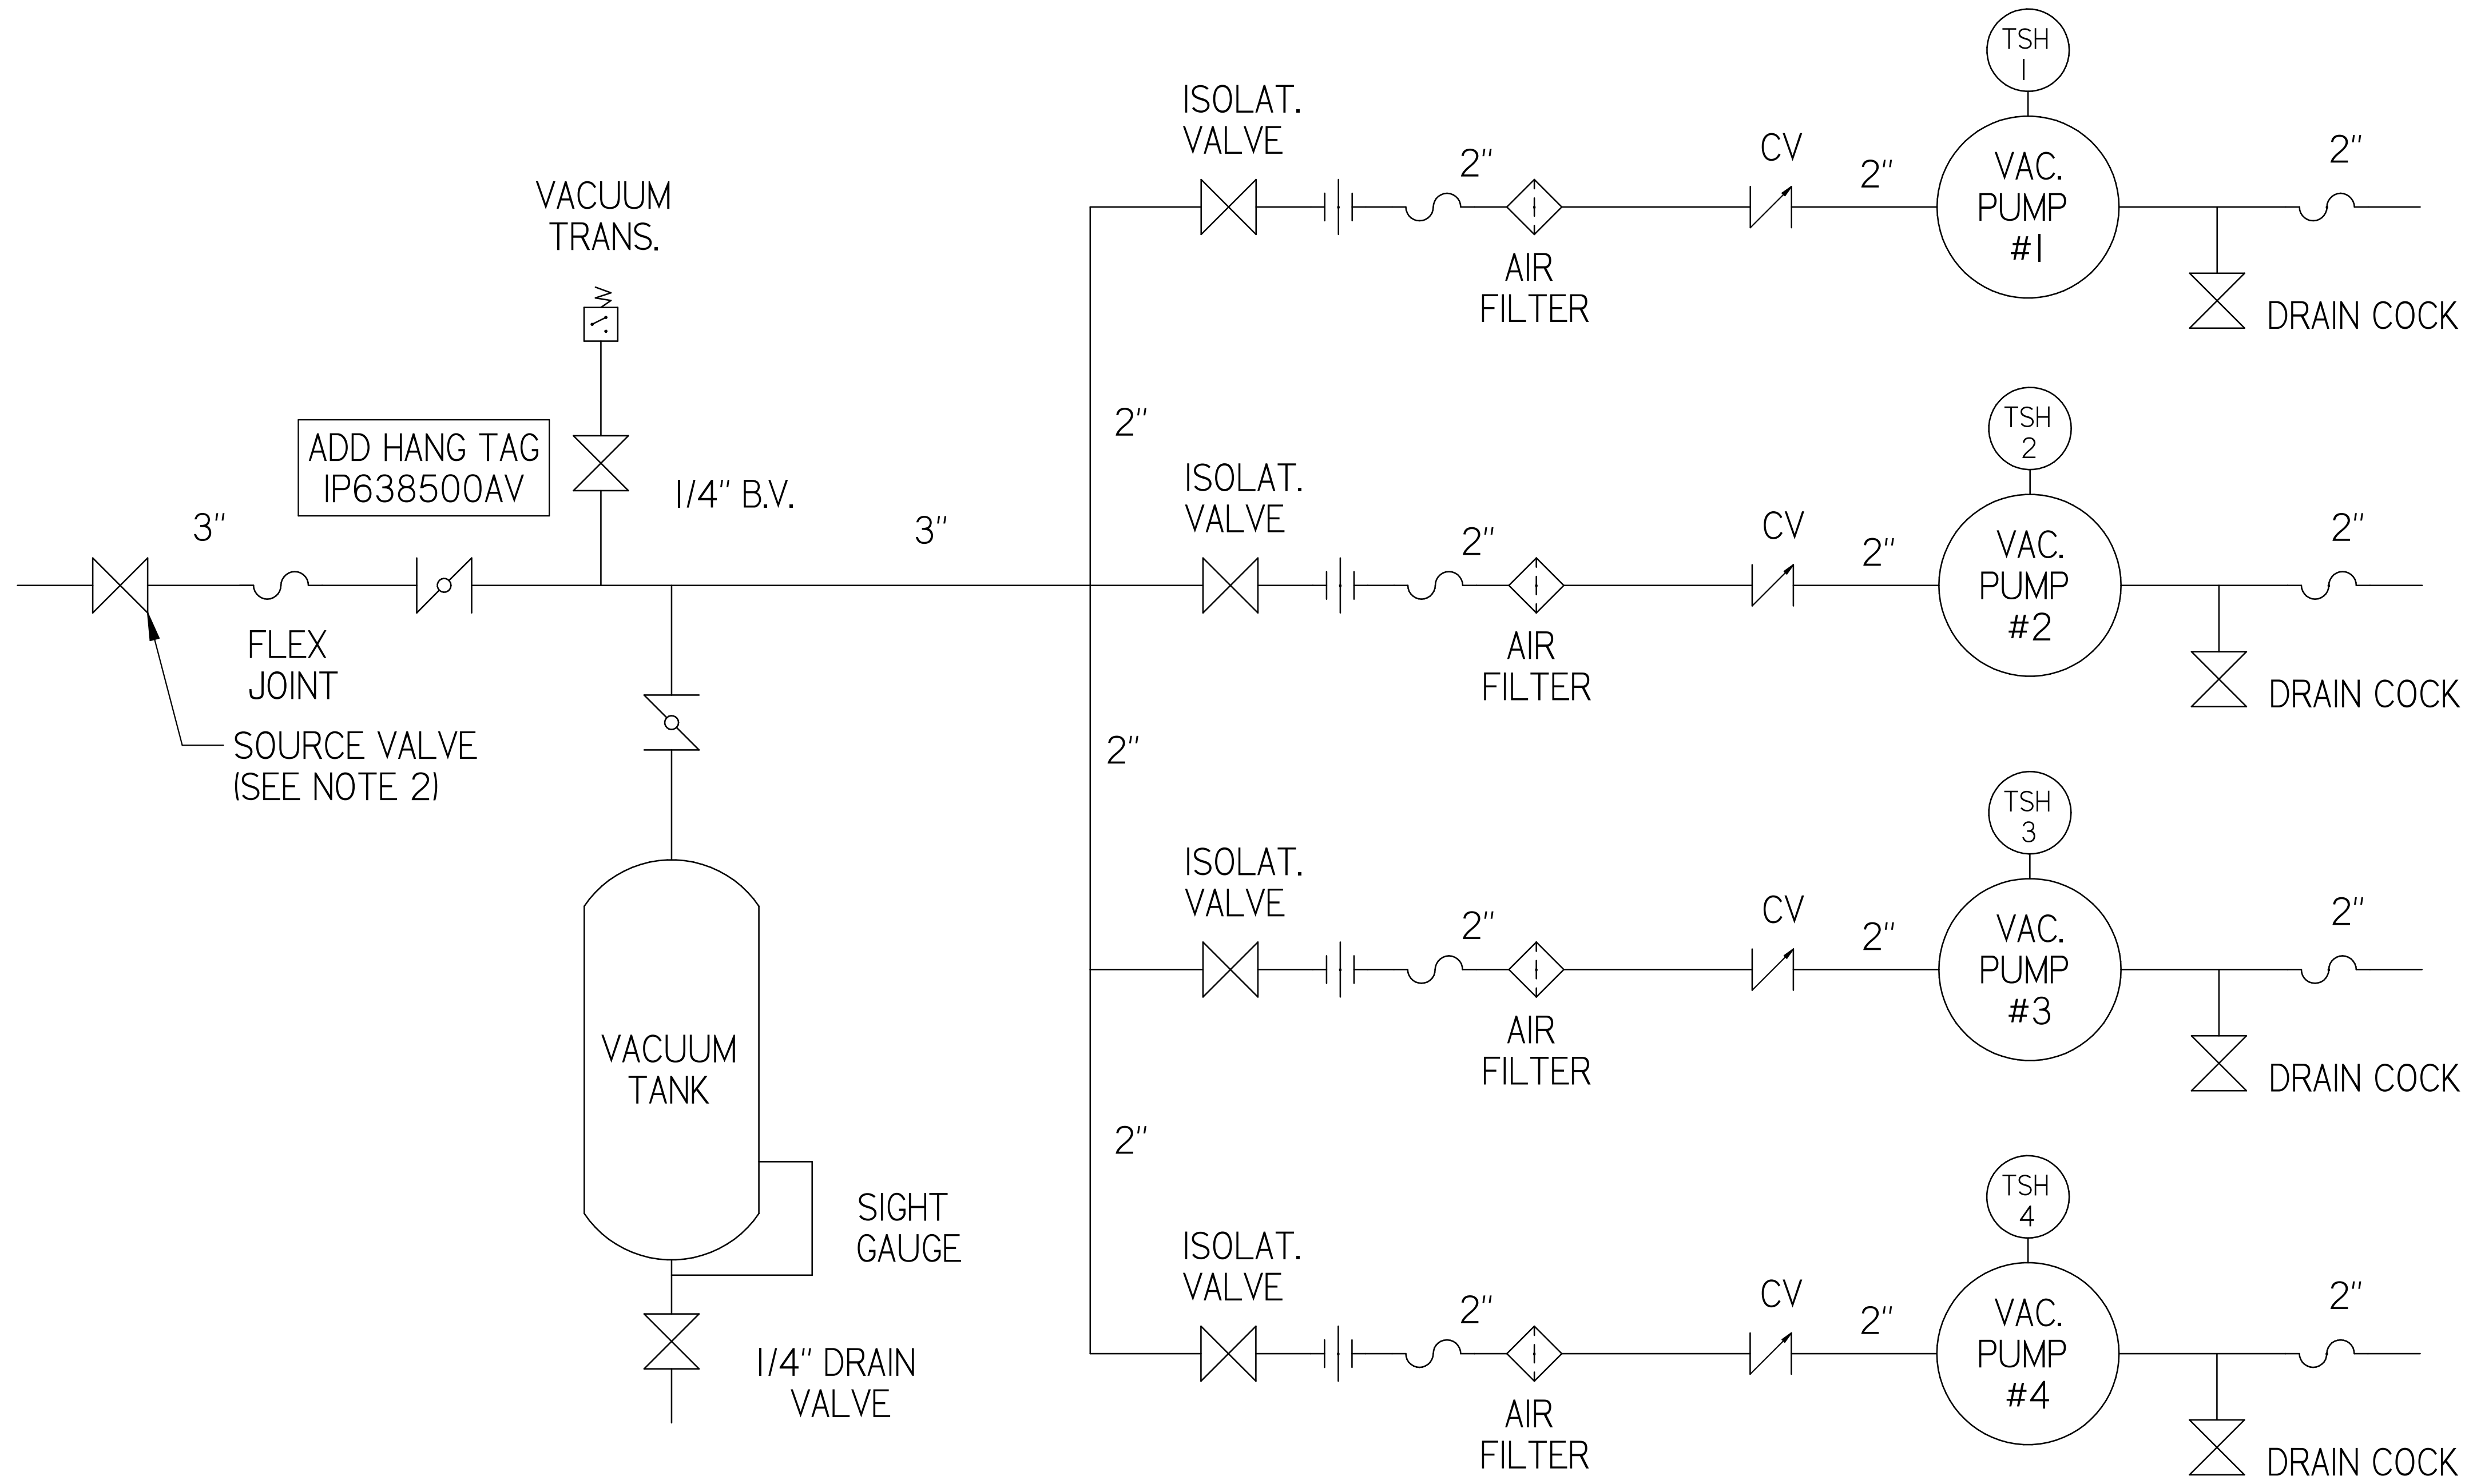 TSH
1
ISOLAT.
VALVE
2"
CV
2"
VAC.
PUMP
#1
2"
AIR
FILTER
DRAIN COCK
VACUUM
TRANS.
ADD HANG TAG
IP638500AV
1/4" B.V.
3"
3"
FLEX
JOINT
SOURCE VALVE
(SEE NOTE 2)
2"
TSH
2
ISOLAT.
VALVE
2"
CV
2"
VAC.
PUMP
#2
2"
AIR
FILTER
DRAIN COCK
2"
TSH
3
ISOLAT.
VALVE
2"
CV
2"
VAC.
PUMP
#3
2"
AIR
FILTER
DRAIN COCK
VACUUM
TANK
SIGHT
GAUGE
1/4" DRAIN
VALVE
2"
TSH
4
ISOLAT.
VALVE
2"
CV
2"
VAC.
PUMP
#4
2"
AIR
FILTER
DRAIN COCK